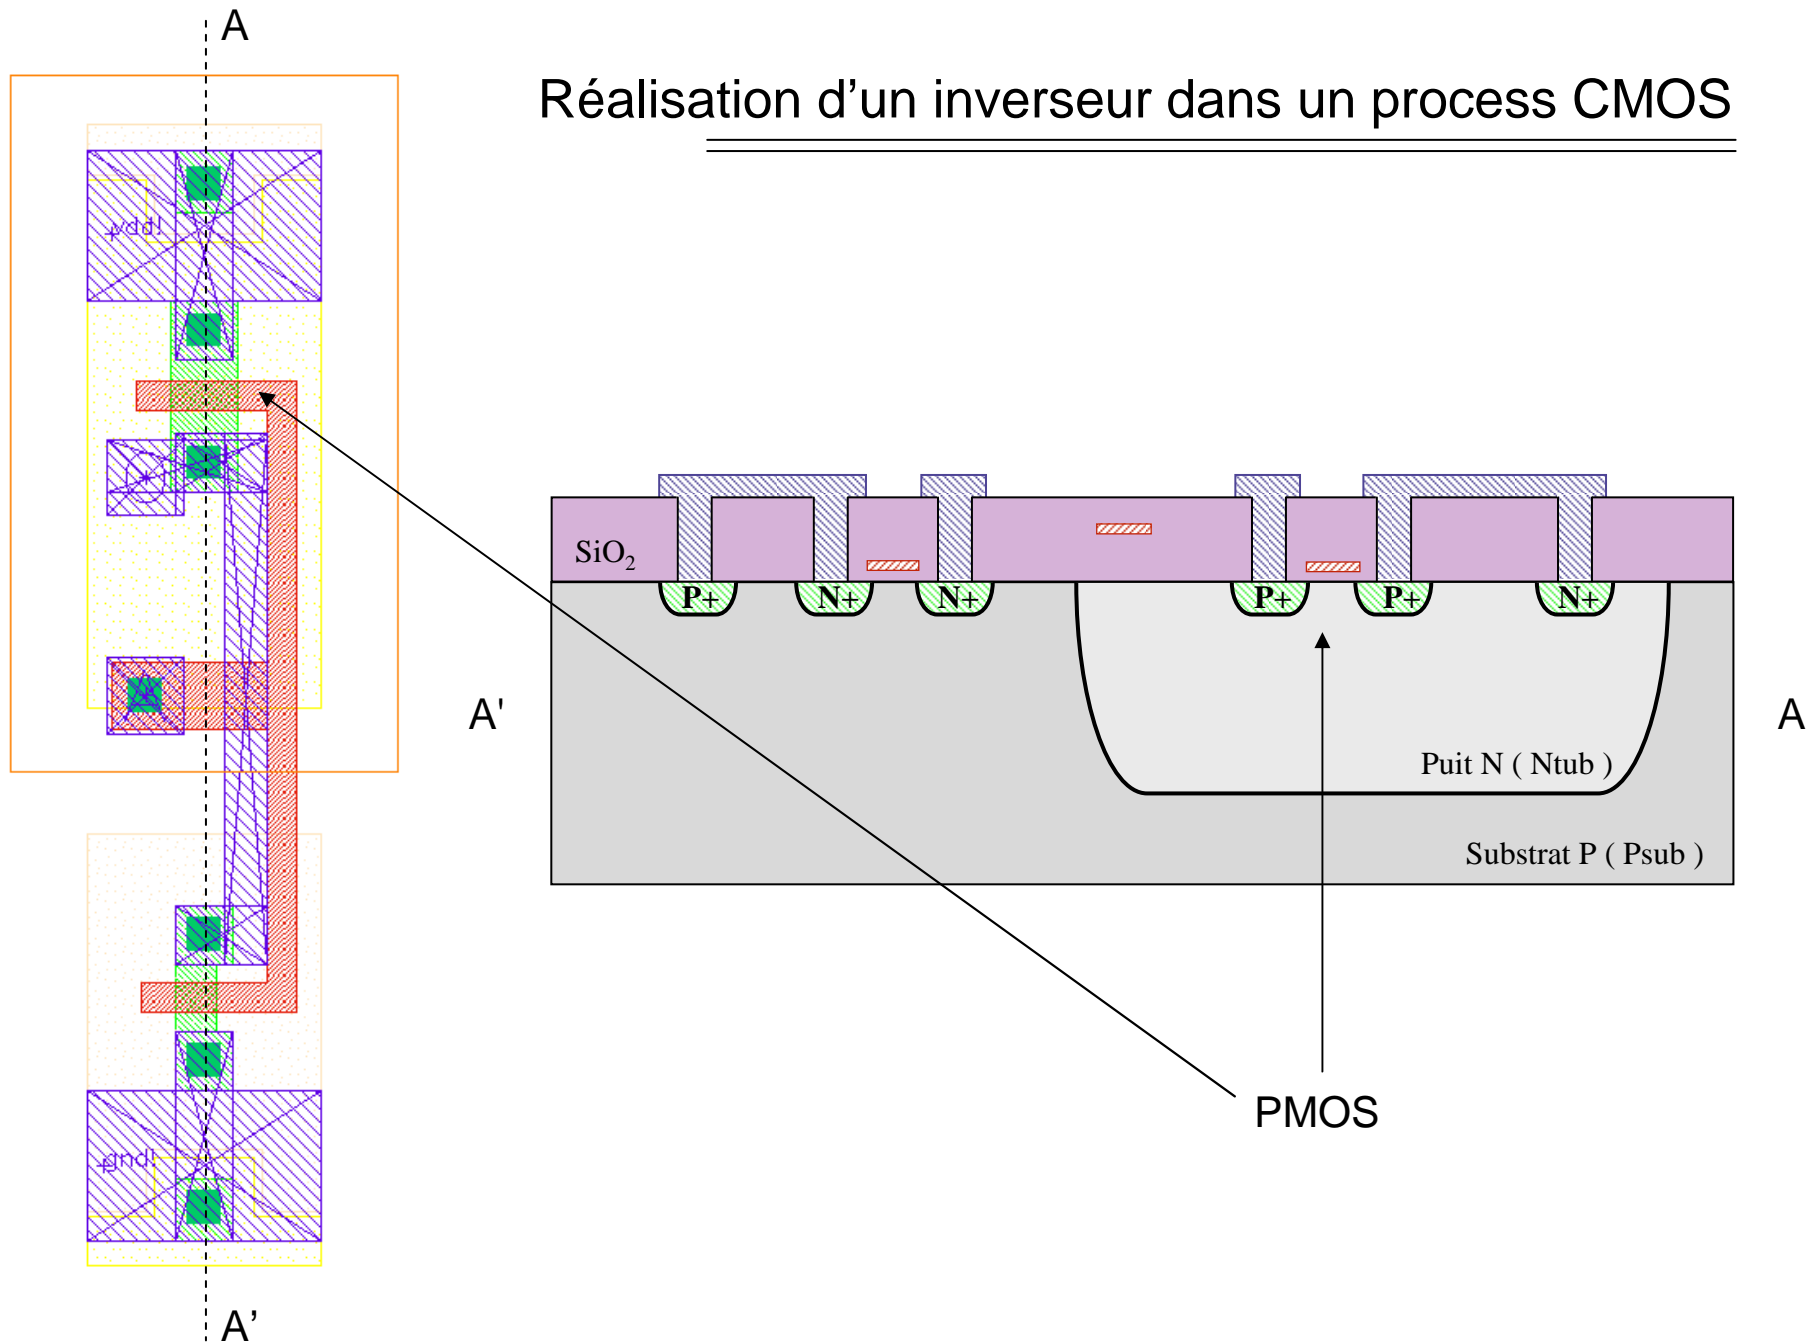 A
Réalisation d'un inverseur dans un process CMOS
vdd!
SiO2
P+ N+ N+ P+ P+ N+
A
A' A
Puit N ( Ntub )
Substrat P ( Psub )
PMOS
gnd!
A’